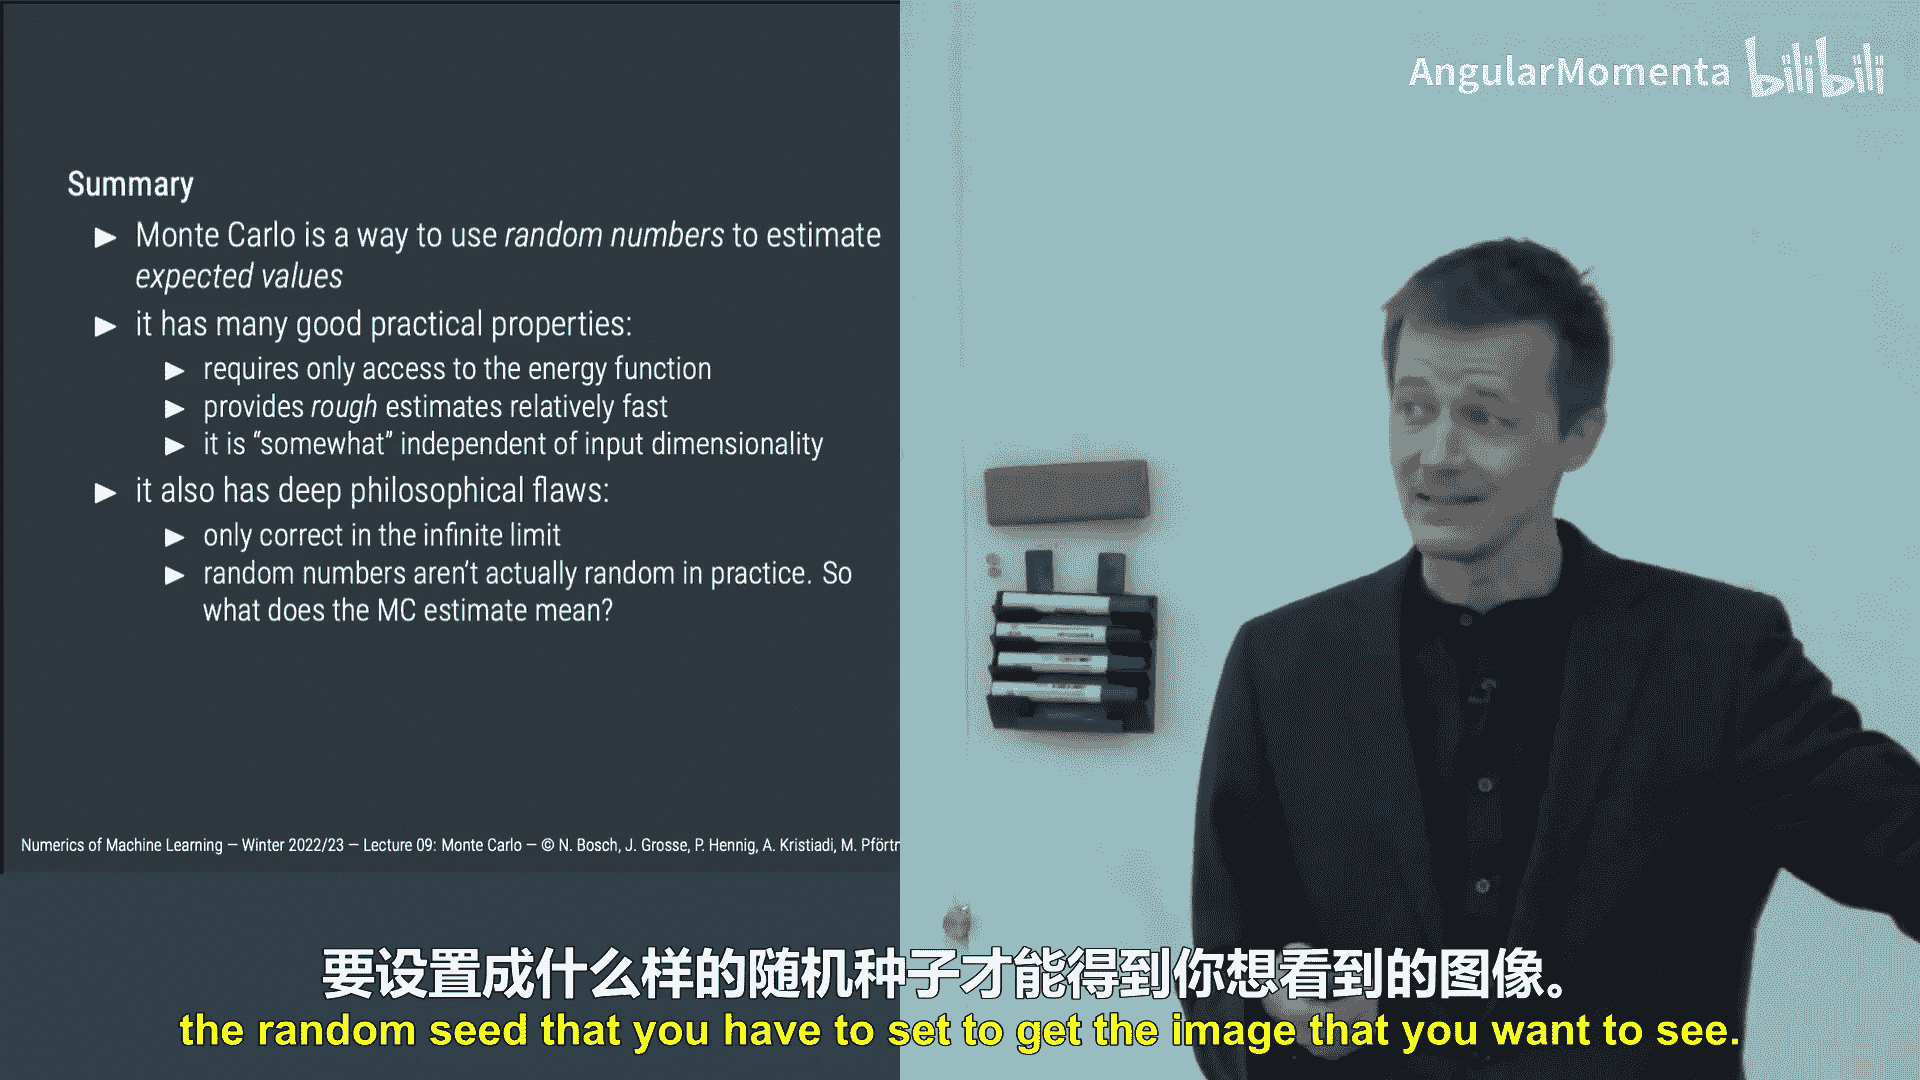 AngularMomenta bilibili
Summary
► Monte Carlo is a way to use random numbers to estimate
expected values
► it has many good practical properties:
► requires only access to the energy function
► provides rough estimates relatively fast
► it is “somewhat” independent of input dimensionality
► it also has deep philosophical flaws:
► only correct in the infinite limit
► random numbers aren’t actually random in practice. So
what does the MC estimate mean?
Numerics of Machine Learning — Winter 2022/23 — Lecture 09: Monte Carlo — © N. Bosch, J. Grosse, P. Hennig, A. Kristiadi, M. Pförtn
要设置成什么样的随机种子才能得到你想看到的图像。
the random seed that you have to set to get the image that you want to see.